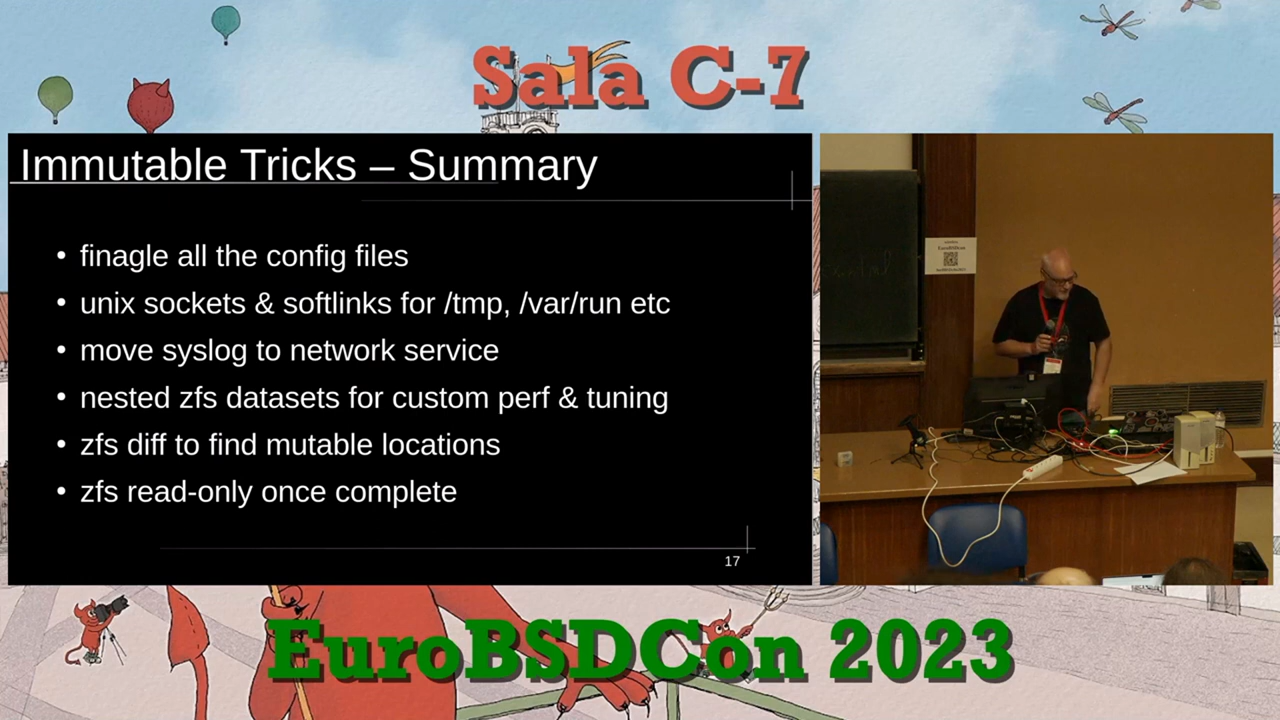 Sala C-7
Immutable Tricks – Summary
• finagle all the config files
• unix sockets & softlinks for /tmp, /var/run etc
• move syslog to network service
• nested zfs datasets for custom perf & tuning
• zfs diff to find mutable locations
• zfs read-only once complete
17
EuroBSDCon 2023